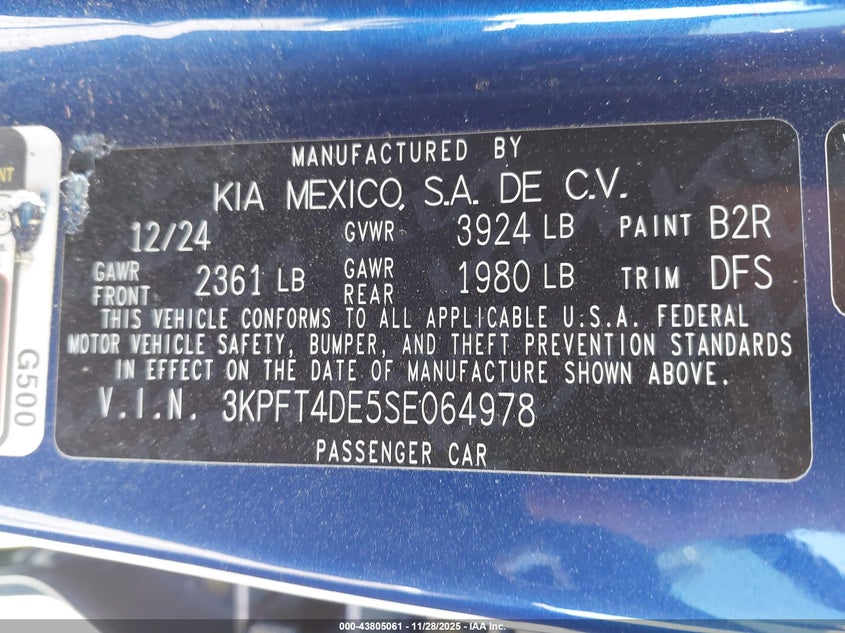 MANUFACTURED BY
KIA MEXICO, S.A. DE C.V.
12/24 GVWR 3924 LB PAINT B2R
GAWR FRONT 2361 LB GAWR REAR 1980 LB TRIM DFS
THIS VEHICLE CONFORMS TO ALL APPLICABLE U.S.A. FEDERAL
MOTOR VEHICLE SAFETY, BUMPER, AND THEFT PREVENTION STANDARDS
IN EFFECT ON THE DATE OF MANUFACTURE SHOWN ABOVE.
V.I.N. 3KPFT4DE5SE064978
PASSENGER CAR
G500
000-43805061 - 11/28/2025 - IAA Inc.